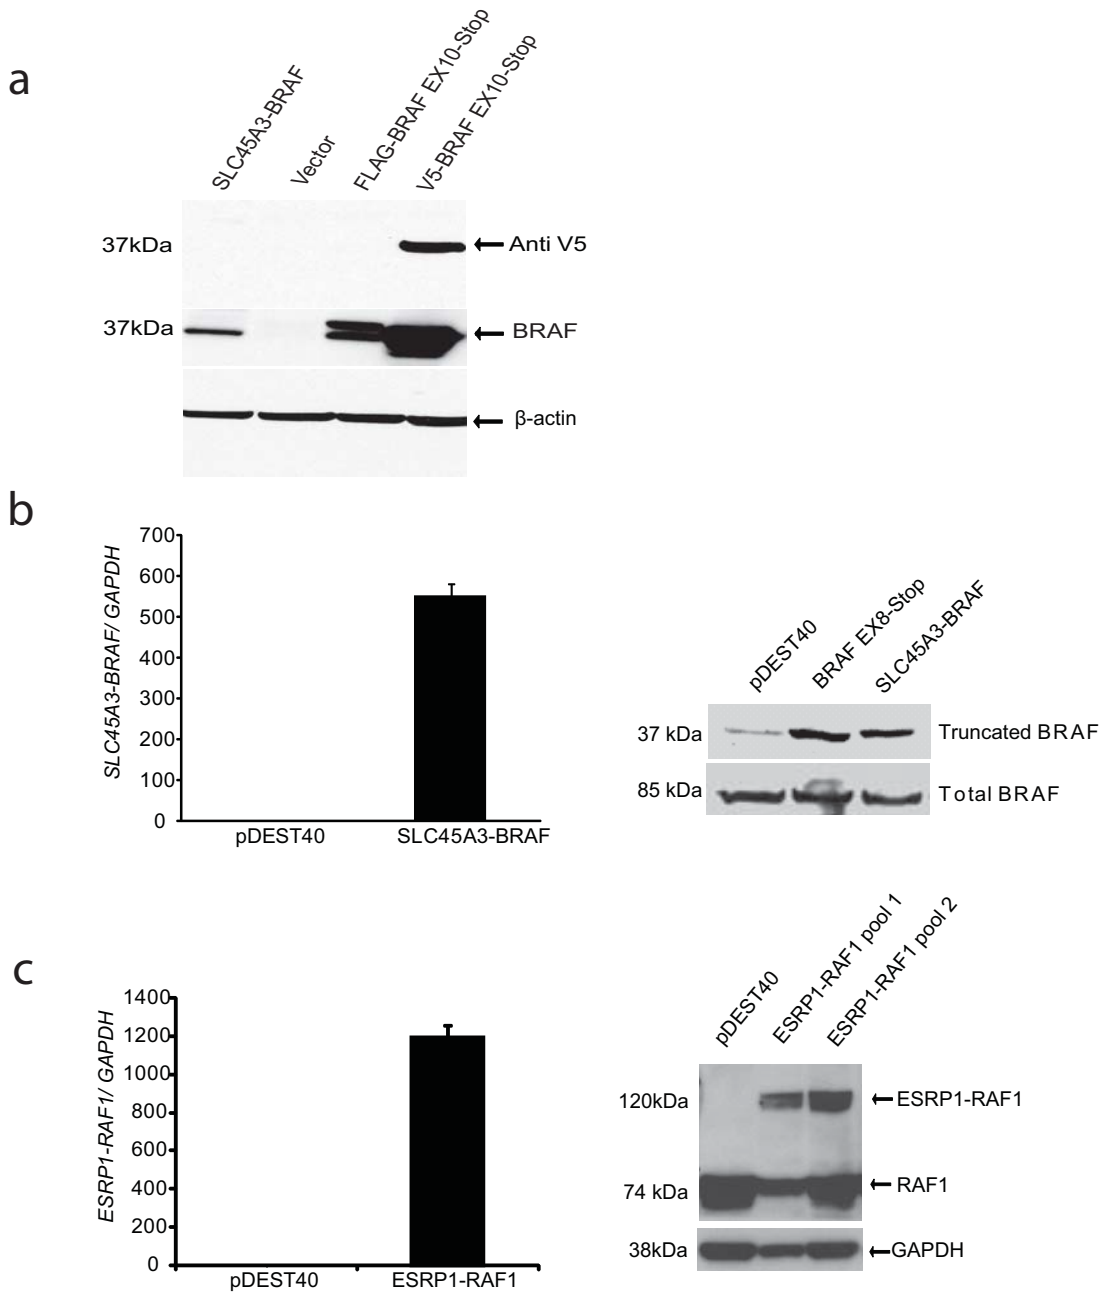 a
SLC45A3-BRAF
Vector
FLAG-BRAF EX10-Stop
V5-BRAF EX10-Stop
37kDa
Anti V5
37kDa
BRAF
β-actin
b
SLC45A3-BRAF/ GAPDH
700
600
500
400
300
200
100
0
pDEST40
SLC45A3-BRAF
pDEST40
BRAF EX8-Stop
SLC45A3-BRAF
37 kDa
Truncated BRAF
85 kDa
Total BRAF
c
ESRP1-RAF1/ GAPDH
1400
1200
1000
800
600
400
200
0
pDEST40
ESRP1-RAF1
pDEST40
ESRP1-RAF1 pool 1
ESRP1-RAF1 pool 2
120kDa
ESRP1-RAF1
74 kDa
RAF1
38kDa
GAPDH